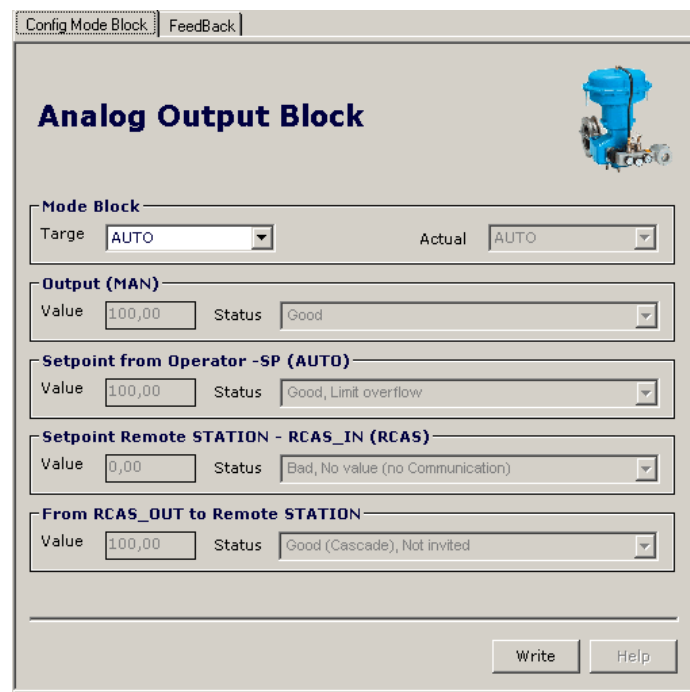 Config Mode Block FeedBack
Analog Output Block
Mode Block
Targe AUTO Actual AUTO
Output (MAN)
Value 100,00 Status Good
Setpoint from Operator -SP (AUTO)
Value 100,00 Status Good, Limit overflow
Setpoint Remote STATION - RCAS_IN (RCAS)
Value 0,00 Status Bad, No value (no Communication)
From RCAS_OUT to Remote STATION
Value 100,00 Status Good (Cascade), Not invited
Write Help